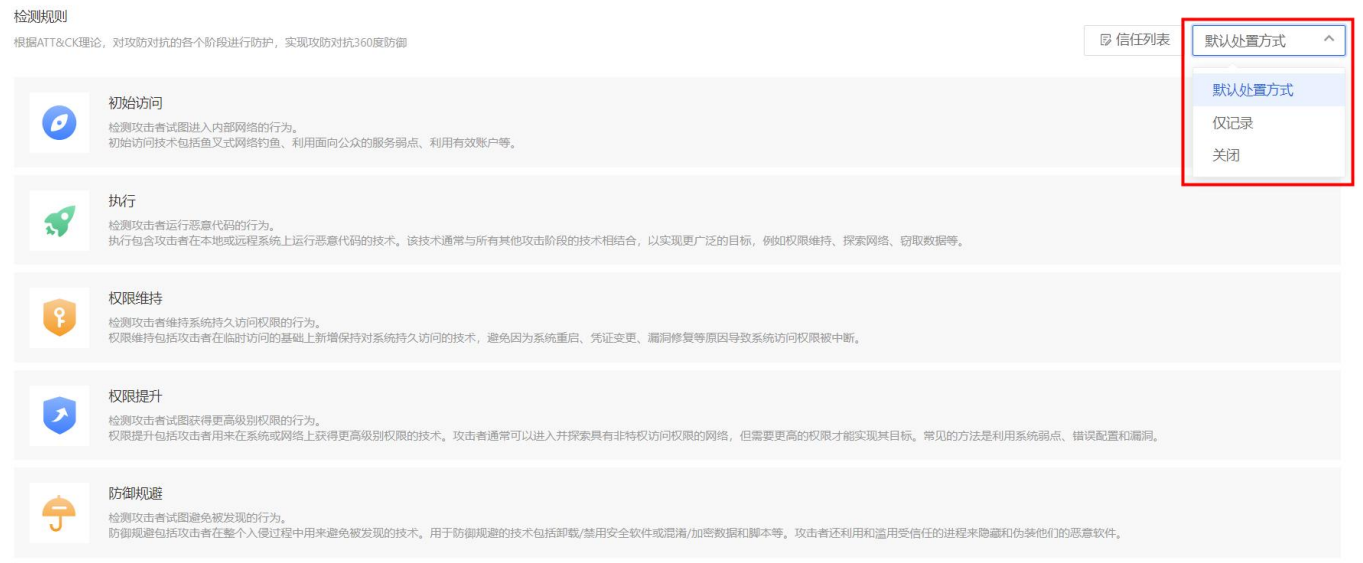 检测规则
根据ATT&CK理论，对攻防对抗的各个阶段进行防护，实现攻防对抗360度防御
信任列表
默认处置方式
默认处置方式
仅记录
关闭
初始访问
检测攻击者试图进入内部网络的行为。
初始访问技术包括鱼叉式网络钓鱼、利用面向公众的服务弱点、利用有效账户等。
执行
检测攻击者运行恶意代码的行为。
执行包含攻击者在本地或远程系统上运行恶意代码的技术。该技术通常与所有其他攻击阶段的技术相结合，以实现更广泛的目标，例如权限维持、探索网络、窃取数据等。
权限维持
检测攻击者维持系统持久访问权限的行为。
权限维持包括攻击者在临时访问的基础上新增保持对系统持久访问的技术，避免因为系统重启、凭证变更、漏洞修复等原因导致系统访问权限被中断。
权限提升
检测攻击者试图获得更高级别权限的行为。
权限提升包括攻击者用来在系统或网络上获得更高级别权限的技术。攻击者通常可以进入并探索具有非特权访问权限的网络，但需要更高的权限才能实现其目标。常见的方法是利用系统弱点、错误配置和漏洞。
防御规避
检测攻击者试图避免被发现的行为。
防御规避包括攻击者在整个入侵过程中用来避免被发现的技术。用于防御规避的技术包括卸载/禁用安全软件或混淆/加密数据和脚本等。攻击者还利用和滥用受信任的进程来隐藏和伪装他们的恶意软件。